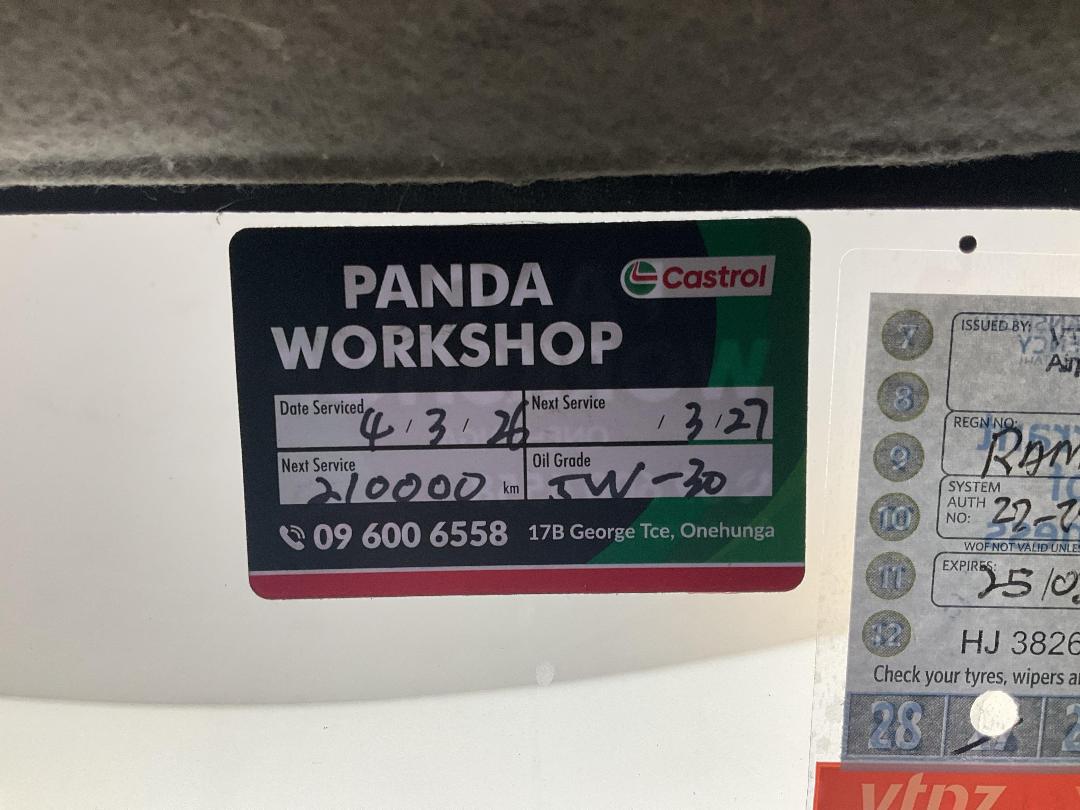 PANDA
WORKSHOP
Castrol
Date Serviced 4 / 3 / 26
Next Service / 3 / 27
Next Service 210000 km
Oil Grade 5W-30
09 600 6558 17B George Tce, Onehunga
7
8
9
10
11
12
ISSUED BY:
REGN NO:
SYSTEM
AUTH
NO:
WOF NOT VALID
EXPIRES:
25/
HJ 3826
Check your tyres, wipers
28
vtnz